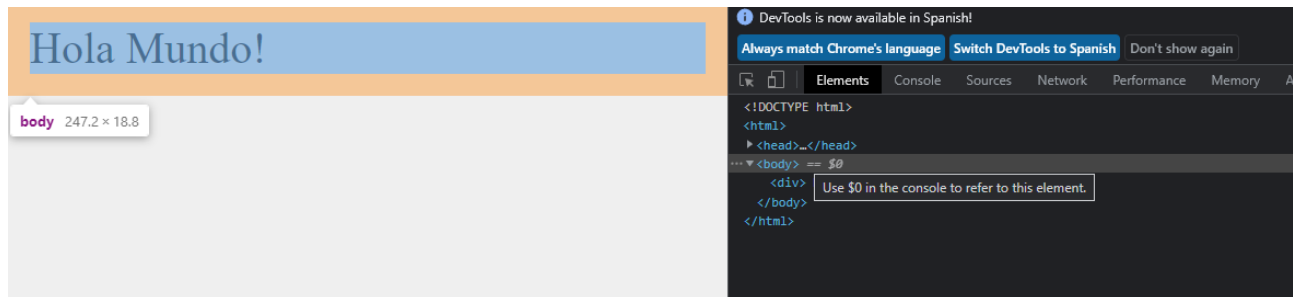 Hola Mundo!
body 247.2 × 18.8
DevTools is now available in Spanish!
Always match Chrome's language Switch DevTools to Spanish Don't show again
Elements Console Sources Network Performance Memory A
<!DOCTYPE html>
<html>
<head>…</head>
<body> == $0
<div>
Use $0 in the console to refer to this element.
</body>
</html>